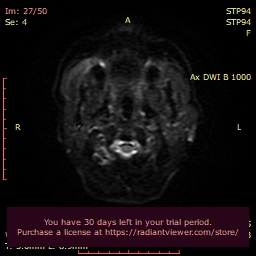 Im: 27/50
Se: 4
A
STP94
STP94
F
Ax DWI B 1000
R
L
You have 30 days left in your trial period.
Purchase a license at https://radiantviewer.com/store/